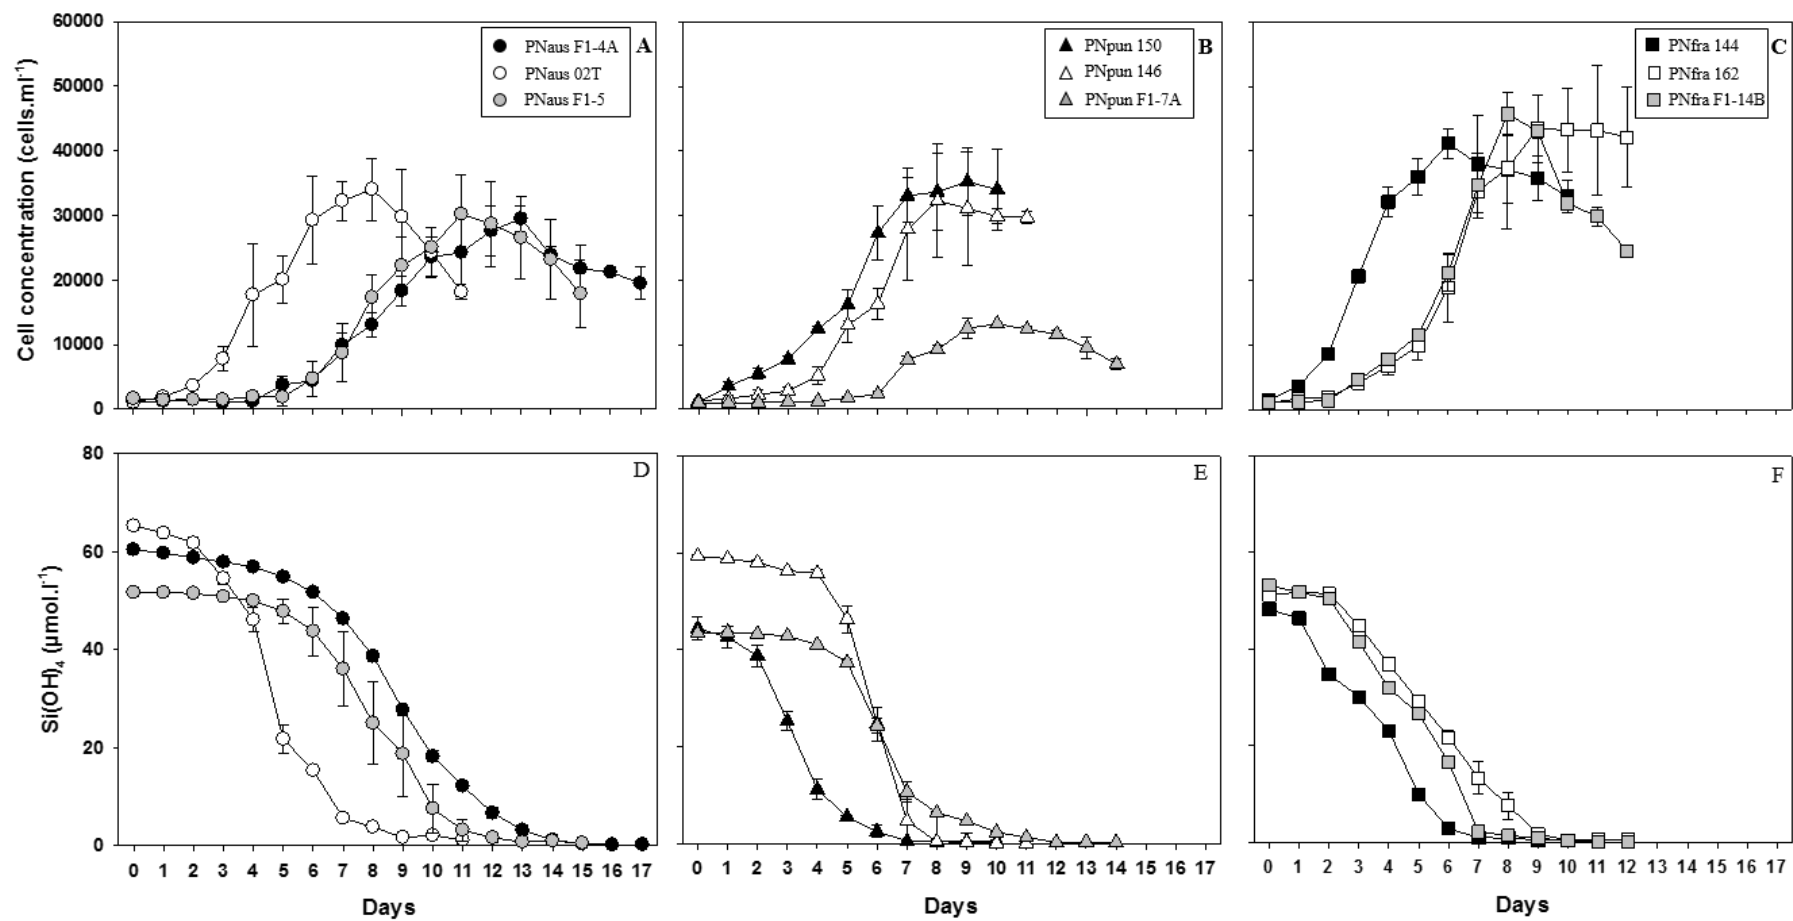 60000
50000
40000
30000
20000
10000
0
Cell concentration (cells.ml⁻¹)
PNaus F1-4A
PNaus 02T
PNaus F1-5
A
PNpun 150
PNpun 146
PNpun F1-7A
B
PNfra 144
PNfra 162
PNfra F1-14B
C
80
60
40
20
0
Si(OH)₄ (µmol.l⁻¹)
D
E
F
0 1 2 3 4 5 6 7 8 9 10 11 12 13 14 15 16 17
0 1 2 3 4 5 6 7 8 9 10 11 12 13 14 15 16 17
0 1 2 3 4 5 6 7 8 9 10 11 12 13 14 15 16 17
Days
Days
Days